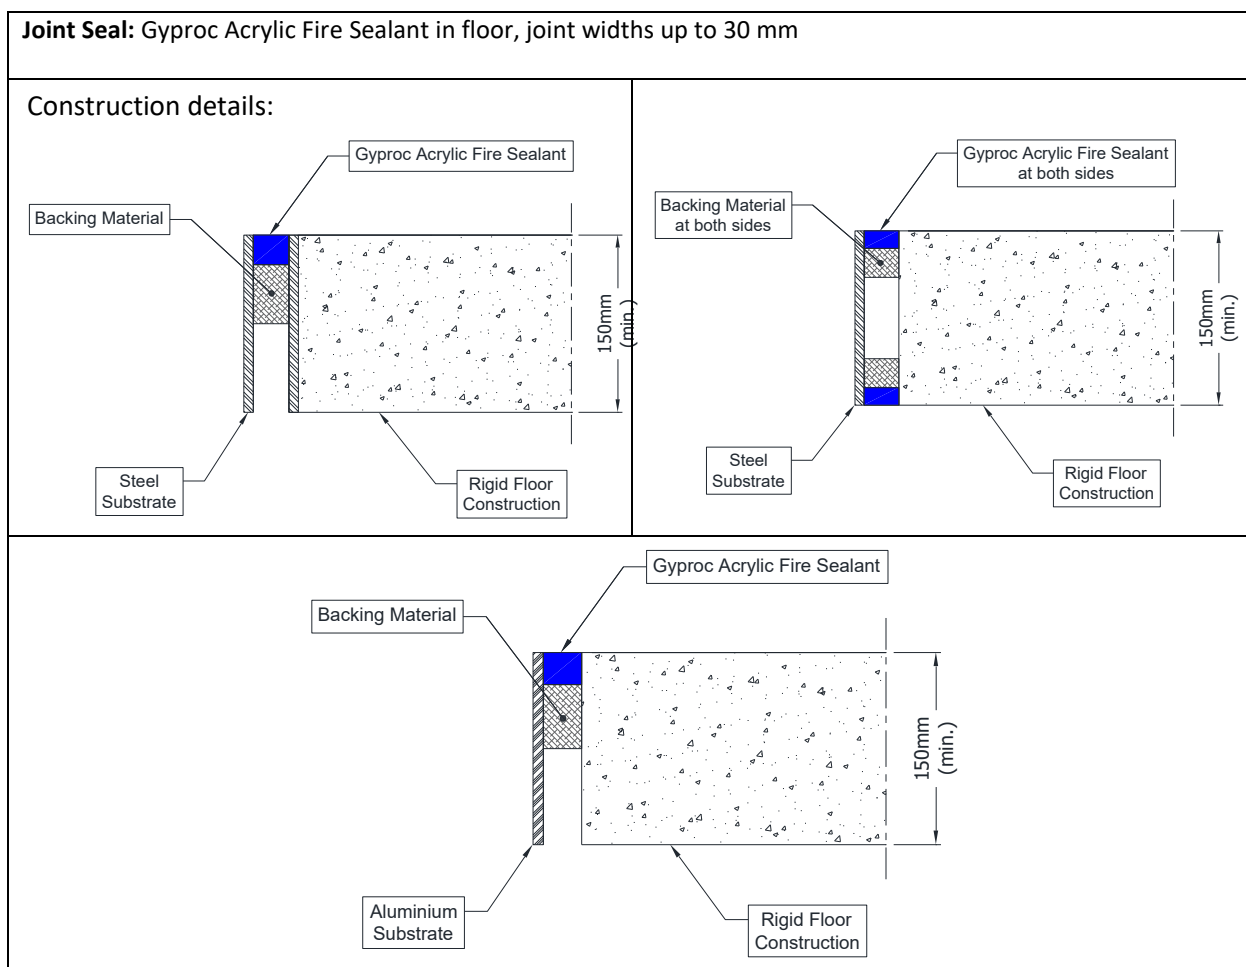 Joint Seal: Gyproc Acrylic Fire Sealant in floor, joint widths up to 30 mm
Construction details:
Gyproc Acrylic Fire Sealant
Backing Material
150mm
(min.)
Steel
Substrate
Rigid Floor
Construction
Gyproc Acrylic Fire Sealant
at both sides
Backing Material
at both sides
150mm
(min.)
Steel
Substrate
Rigid Floor
Construction
Gyproc Acrylic Fire Sealant
Backing Material
150mm
(min.)
Aluminium
Substrate
Rigid Floor
Construction